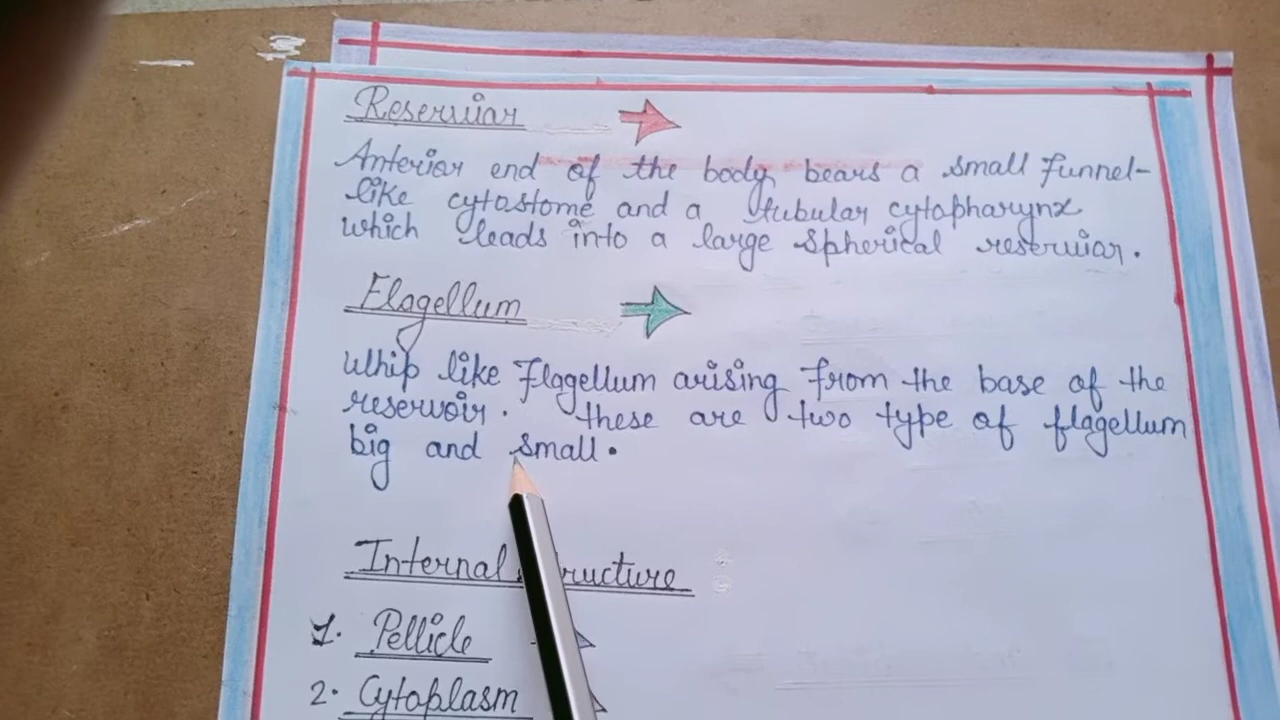 Reserviar
Anterior end of the body bears a small funnel-
like cytostome and a tubular cytopharynx
which leads into a large spherical reserviar.
Flagellum
Whip like Flagellum arising from the base of the
reservoir. these are two type of flagellum
big and small.
Internal Structure
1. Pellicle
2. Cytoplasm